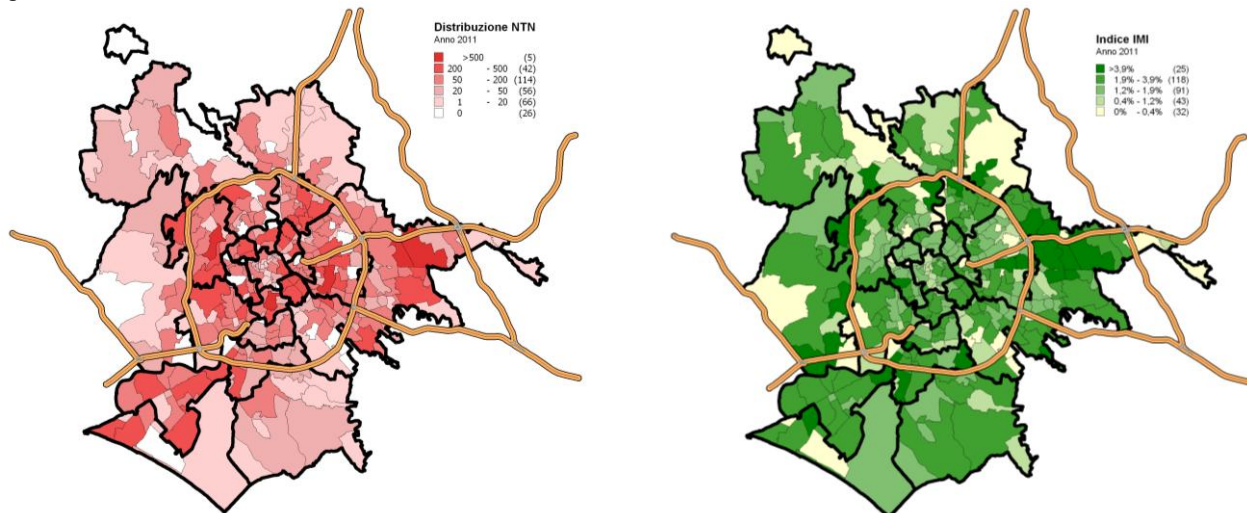 Distribuzione NTN
Anno 2011
>500 (5)
200 - 500 (42)
50 - 200 (114)
20 - 50 (56)
1 - 20 (66)
0 (26)
Indice IMI
Anno 2011
>3,9% (25)
1,9% - 3,9% (118)
1,2% - 1,9% (91)
0,4% - 1,2% (43)
0% - 0,4% (32)